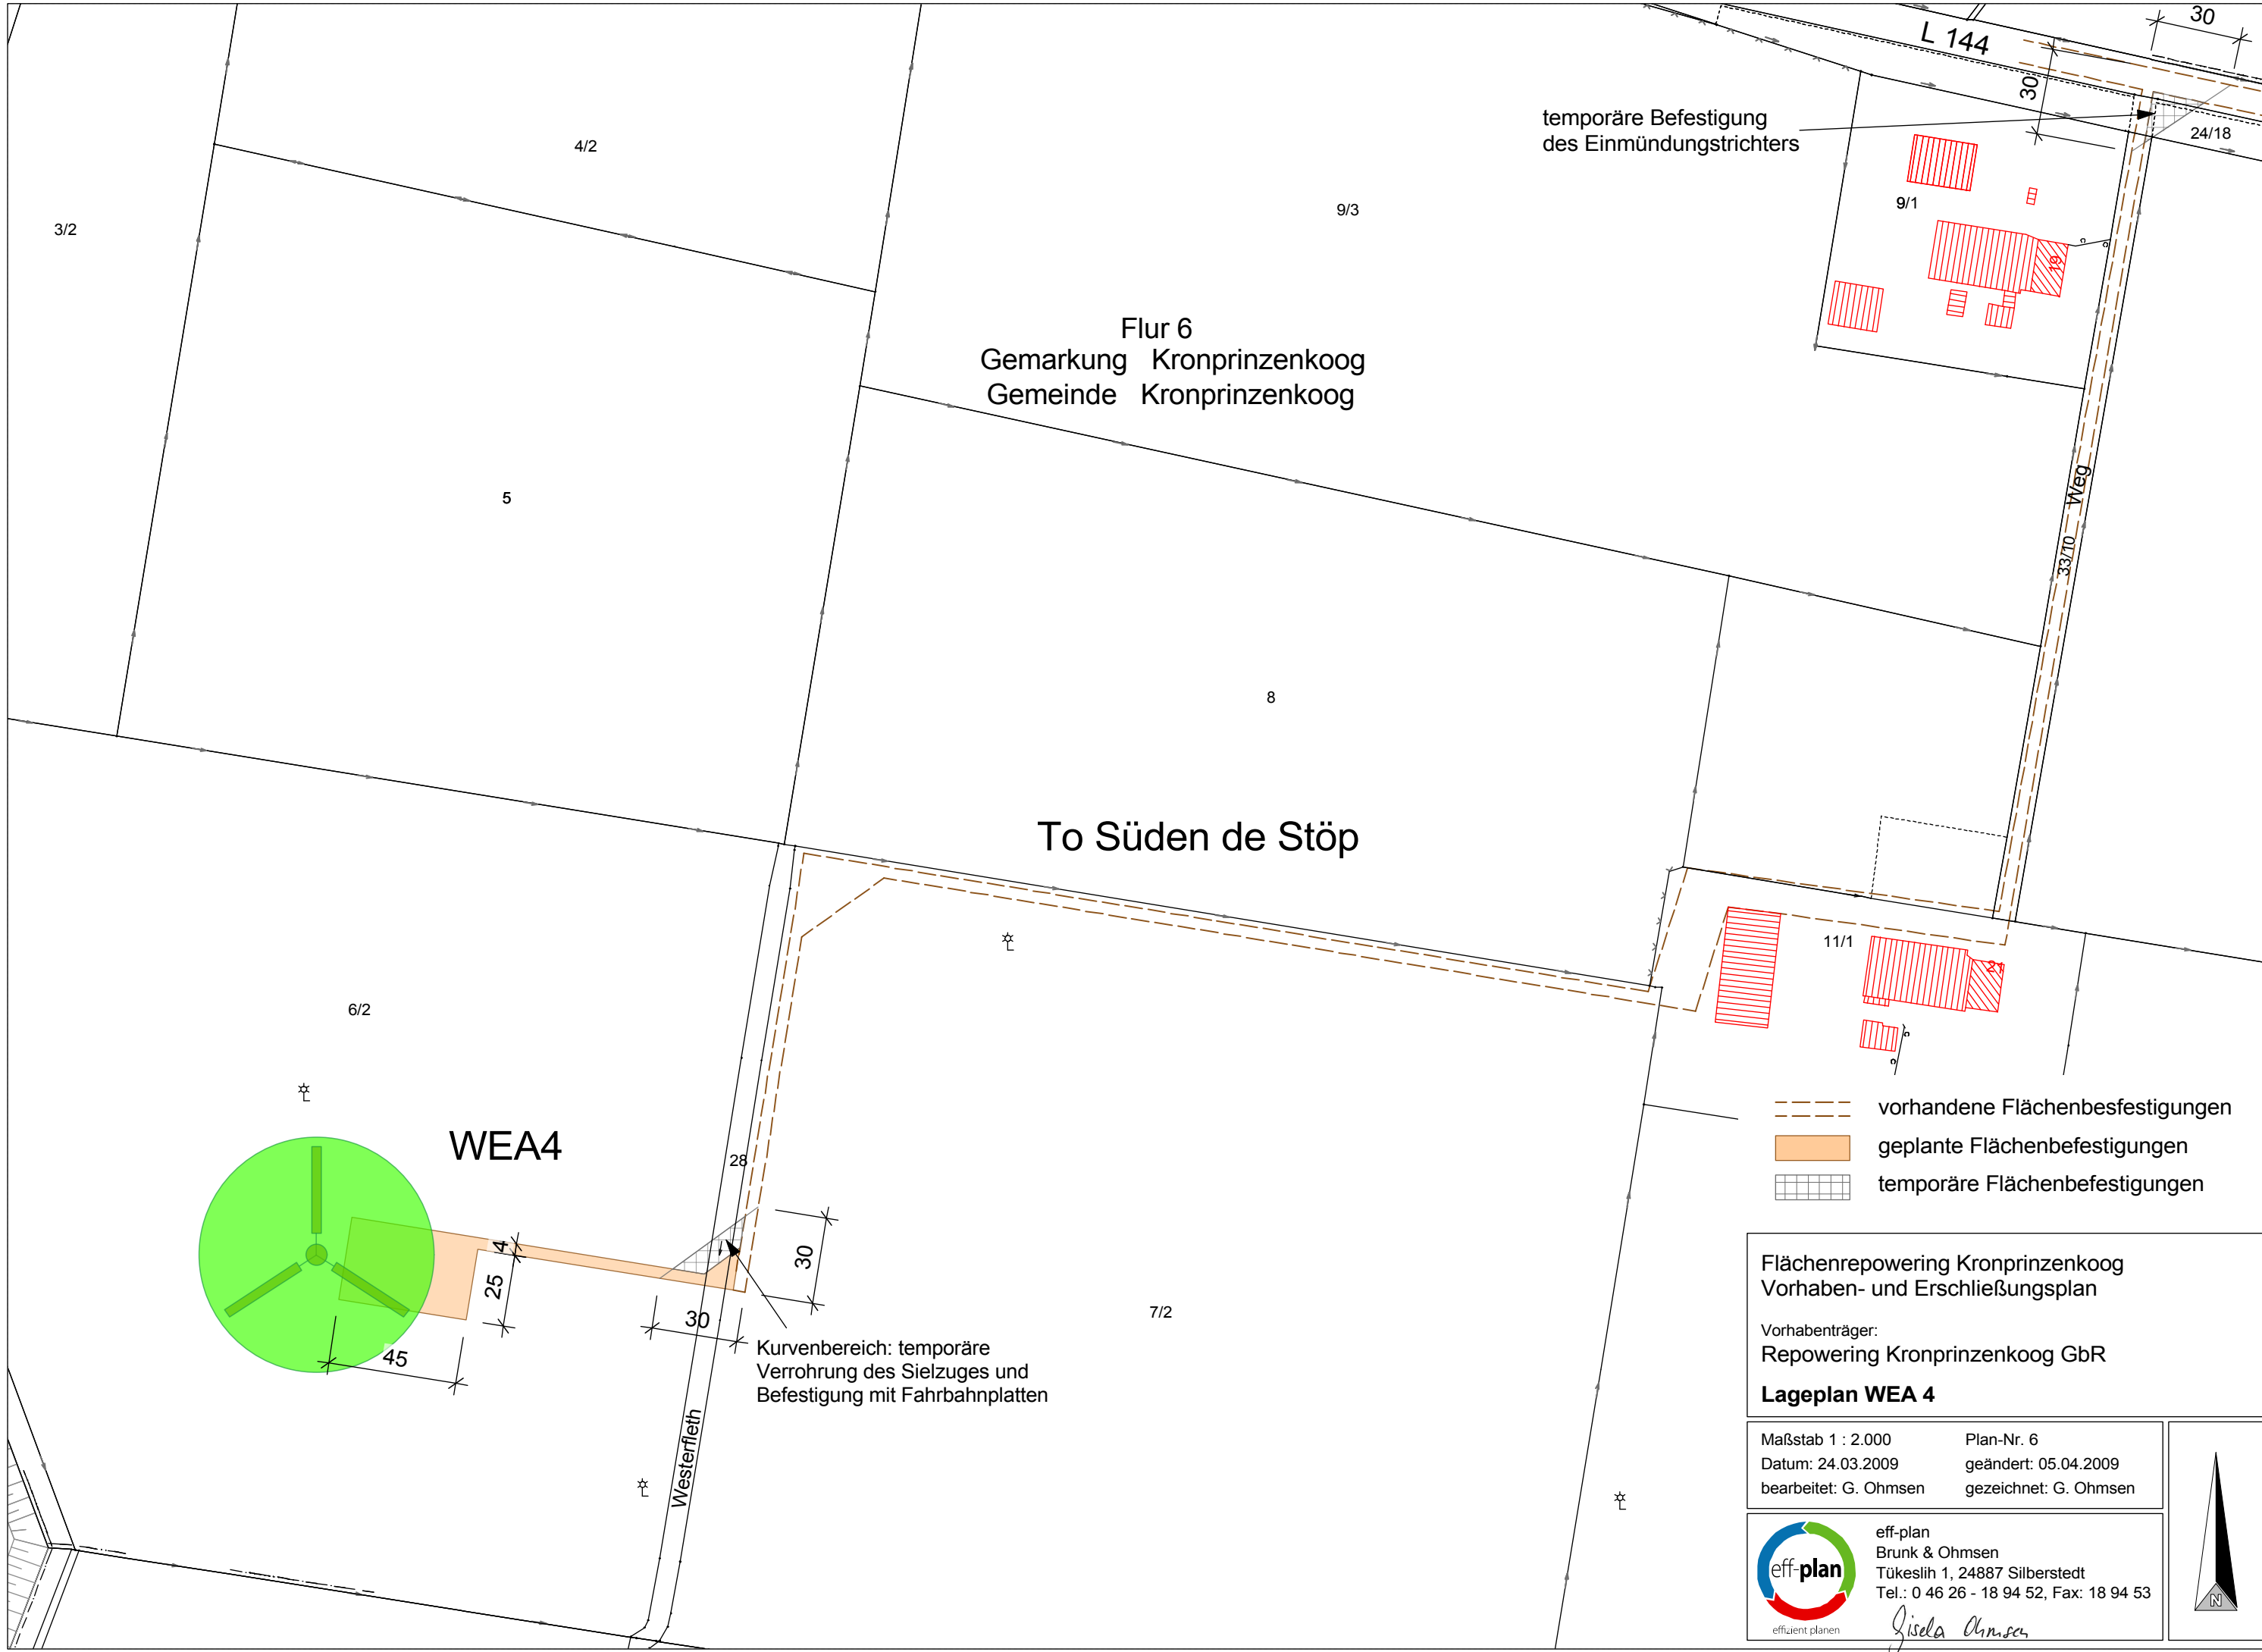 L 144
30
30
temporäre Befestigung
des Einmündungstrichters
24/18
4/2
9/3
9/1
3/2
19
Flur 6
Gemarkung Kronprinzenkoog
Gemeinde Kronprinzenkoog
5
Weg
33/10
8
To Süden de Stöp
11/1
21
6/2
WEA4
28
4
25
30
30
45
7/2
Kurvenbereich: temporäre
Verrohrung des Sielzuges und
Befestigung mit Fahrbahnplatten
Westerfleth
vorhandene Flächenbesfestigungen
geplante Flächenbefestigungen
temporäre Flächenbefestigungen
Flächenrepowering Kronprinzenkoog
Vorhaben- und Erschließungsplan
Vorhabenträger:
Repowering Kronprinzenkoog GbR
Lageplan WEA 4
Maßstab 1 : 2.000 Plan-Nr. 6
Datum: 24.03.2009 geändert: 05.04.2009
bearbeitet: G. Ohmsen gezeichnet: G. Ohmsen
eff-plan
effizient planen
eff-plan
Brunk & Ohmsen
Tükeslih 1, 24887 Silberstedt
Tel.: 0 46 26 - 18 94 52, Fax: 18 94 53
Gisela Ohmsen
N